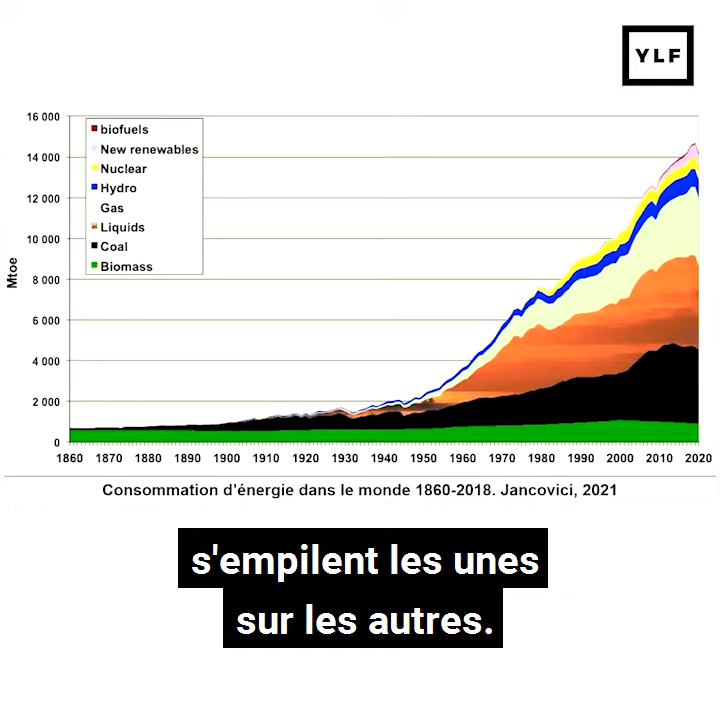 YLF
16 000
14 000
12 000
10 000
8 000
6 000
4 000
2 000
0
Mtoe
biofuels
New renewables
Nuclear
Hydro
Gas
Liquids
Coal
Biomass
1860 1870 1880 1890 1900 1910 1920 1930 1940 1950 1960 1970 1980 1990 2000 2010 2020
Consommation d'énergie dans le monde 1860-2018. Jancovici, 2021
s'empilent les unes
sur les autres.